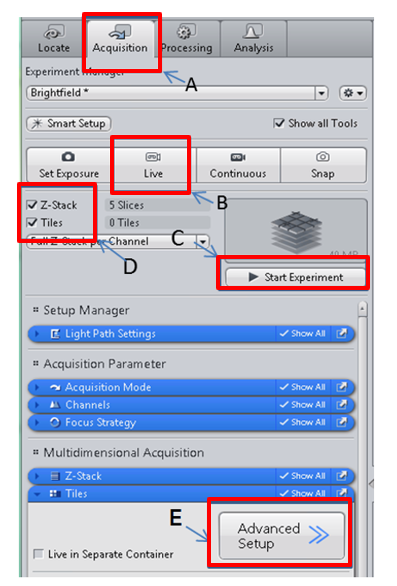 Locate Acquisition Processing Analysis
Experiment Manager
A
Brightfield *
Smart Setup Show all Tools
Set Exposure Live Continuous Snap
Z-Stack 5 Slices
B
Tiles 0 Tiles
C
Full Z-Stack per Channel
48 MB
D
Start Experiment
Setup Manager
Light Path Settings Show All
Acquisition Parameter
Acquisition Mode Show All
Channels Show All
Focus Strategy Show All
Multidimensional Acquisition
Z-Stack Show All
Tiles Show All
E
Advanced
Setup
Live in Separate Container